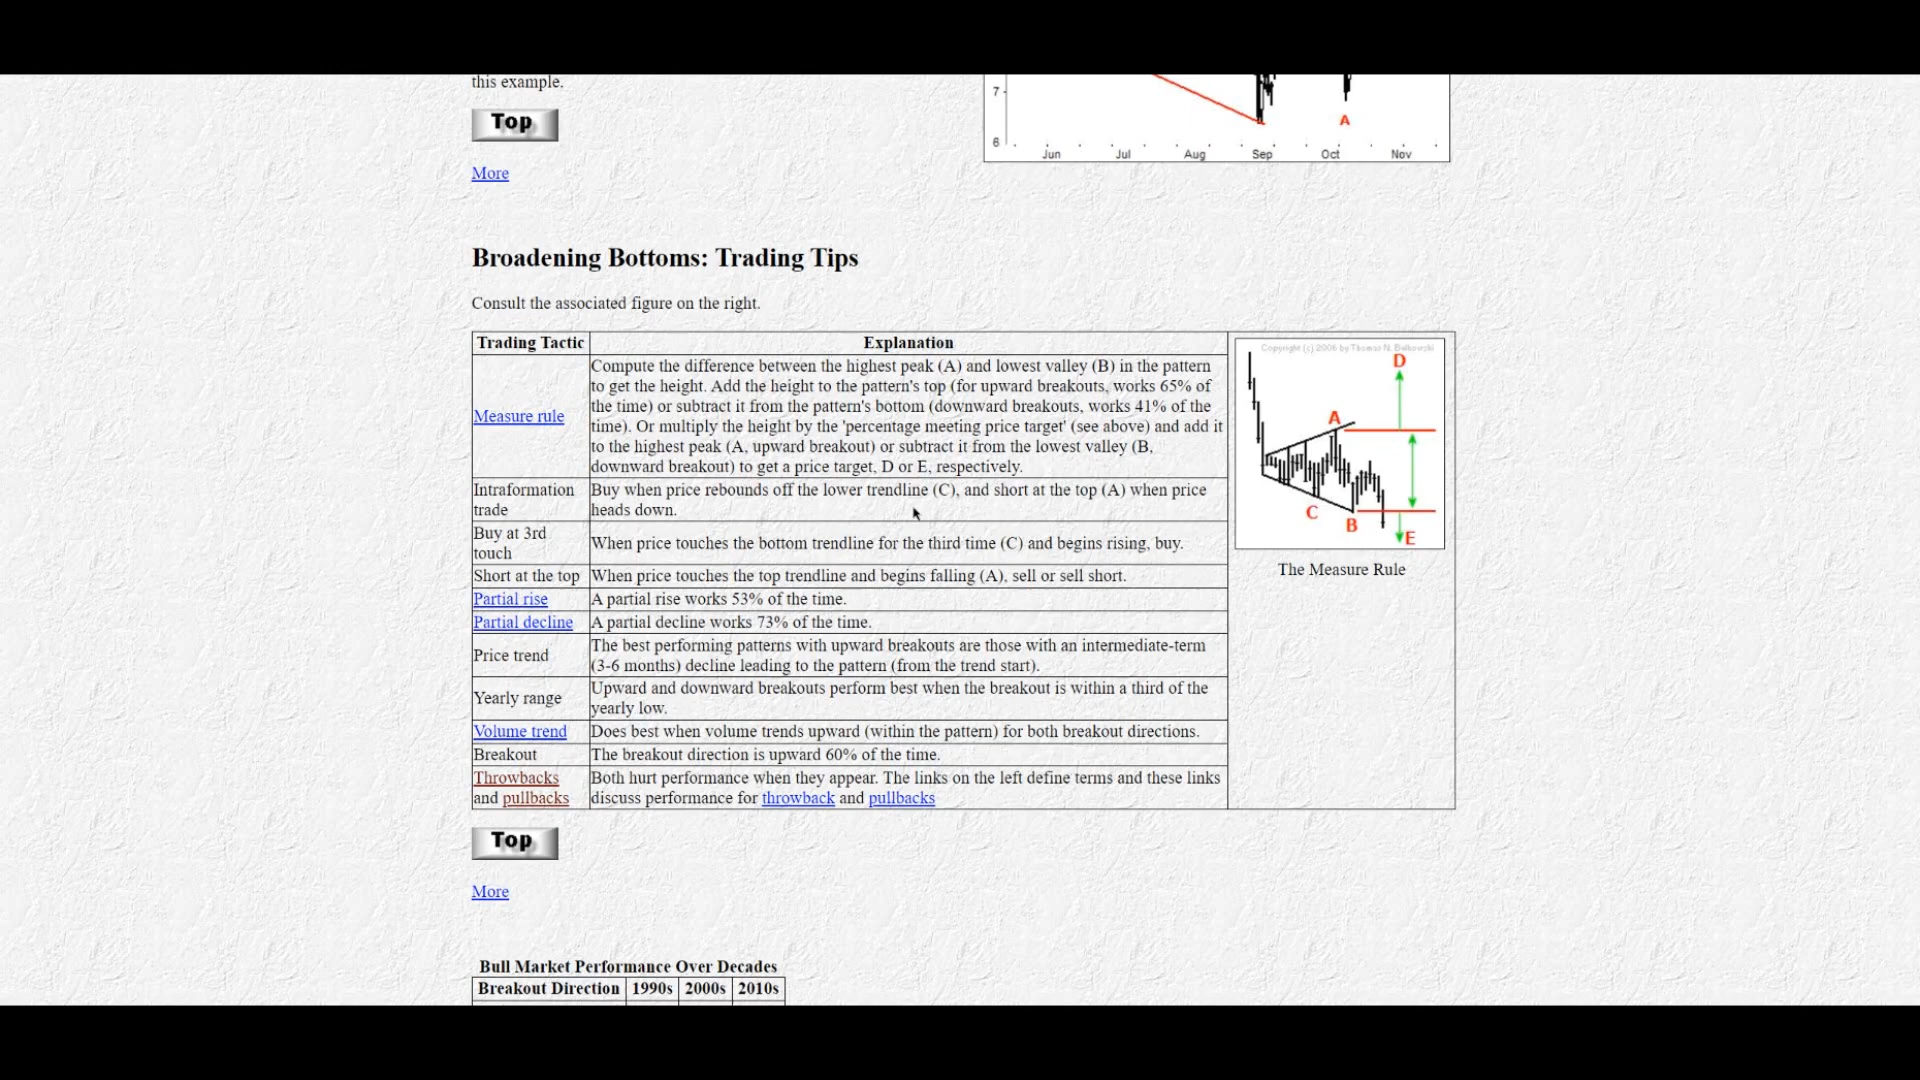 this example.
7
6
A
Jun Jul Aug Sep Oct Nov
Top
More
Broadening Bottoms: Trading Tips
Consult the associated figure on the right.
Trading Tactic Explanation
Measure rule
Compute the difference between the highest peak (A) and lowest valley (B) in the pattern
to get the height. Add the height to the pattern's top (for upward breakouts, works 65% of
the time) or subtract it from the pattern's bottom (downward breakouts, works 41% of the
time). Or multiply the height by the 'percentage meeting price target' (see above) and add it
to the highest peak (A, upward breakout) or subtract it from the lowest valley (B,
downward breakout) to get a price target, D or E, respectively.
Intraformation
trade
Buy when price rebounds off the lower trendline (C), and short at the top (A) when price
heads down.
Buy at 3rd
touch
When price touches the bottom trendline for the third time (C) and begins rising, buy.
Short at the top
When price touches the top trendline and begins falling (A), sell or sell short.
Partial rise
A partial rise works 53% of the time.
Partial decline
A partial decline works 73% of the time.
Price trend
The best performing patterns with upward breakouts are those with an intermediate-term
(3-6 months) decline leading to the pattern (from the trend start).
Yearly range
Upward and downward breakouts perform best when the breakout is within a third of the
yearly low.
Volume trend
Does best when volume trends upward (within the pattern) for both breakout directions.
Breakout
The breakout direction is upward 60% of the time.
Throwbacks
and pullbacks
Both hurt performance when they appear. The links on the left define terms and these links
discuss performance for throwback and pullbacks
Copyright (c) 2006 by Thomas N. Bulkowski
D
A
C
B
E
The Measure Rule
Top
More
Bull Market Performance Over Decades
Breakout Direction 1990s 2000s 2010s